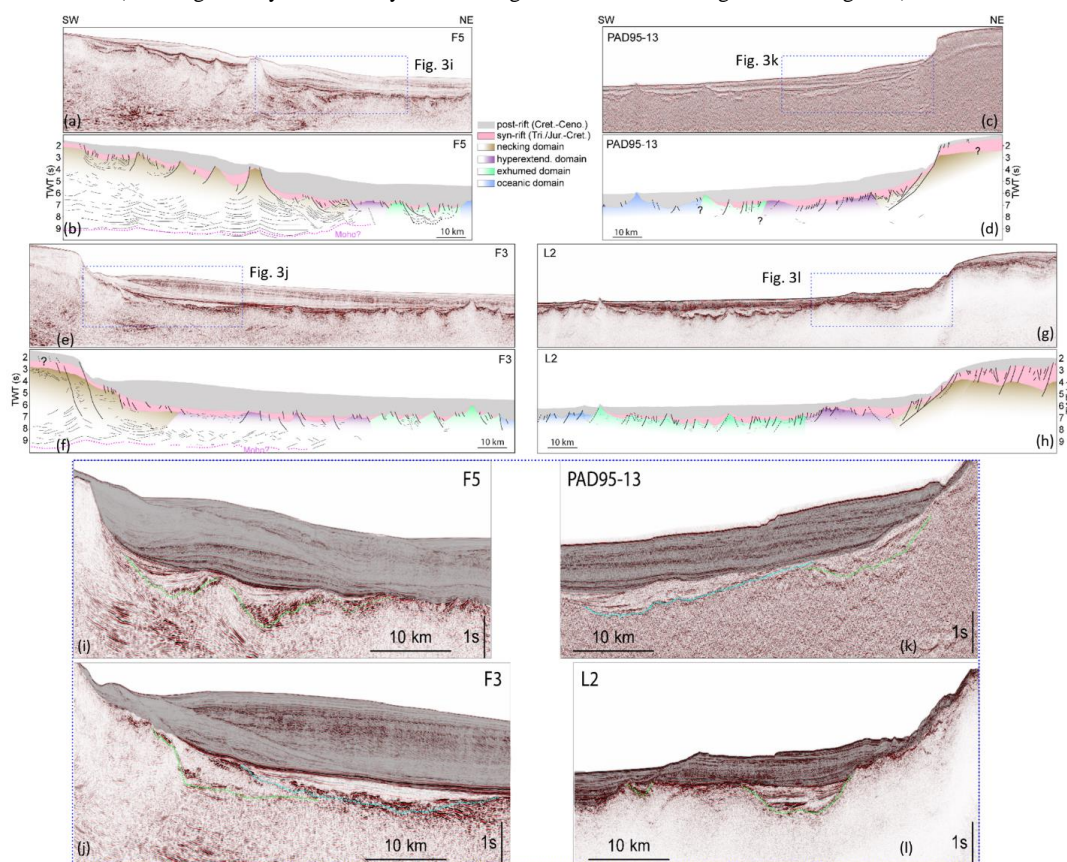 SW NE SW NE
F5 Fig. 3i PAD95-13 Fig. 3k
(a) (c)
post-rift (Cret.-Ceno.)
syn-rift (Tri./Jur.-Cret.)
necking domain
hyperextend. domain
exhumed domain
oceanic domain
F5 PAD95-13
TWT (s) 2 3 4 5 6 7 8 9
Moho?
(b) 10 km
? ? ?
10 km (d)
2 3 4 5 6 7 8 9 TWT (s)
F3 L2
Fig. 3j Fig. 3l
(e) (g)
F3 L2
TWT (s) 2 3 4 5 6 7 8 9
?
Moho?
(f) 10 km
10 km (h)
2 3 4 5 6 7 8 9
F5 PAD95-13
(i) 10 km 1s
10 km (k) 1s
F3 L2
(j) 10 km 1s
10 km (l) 1s